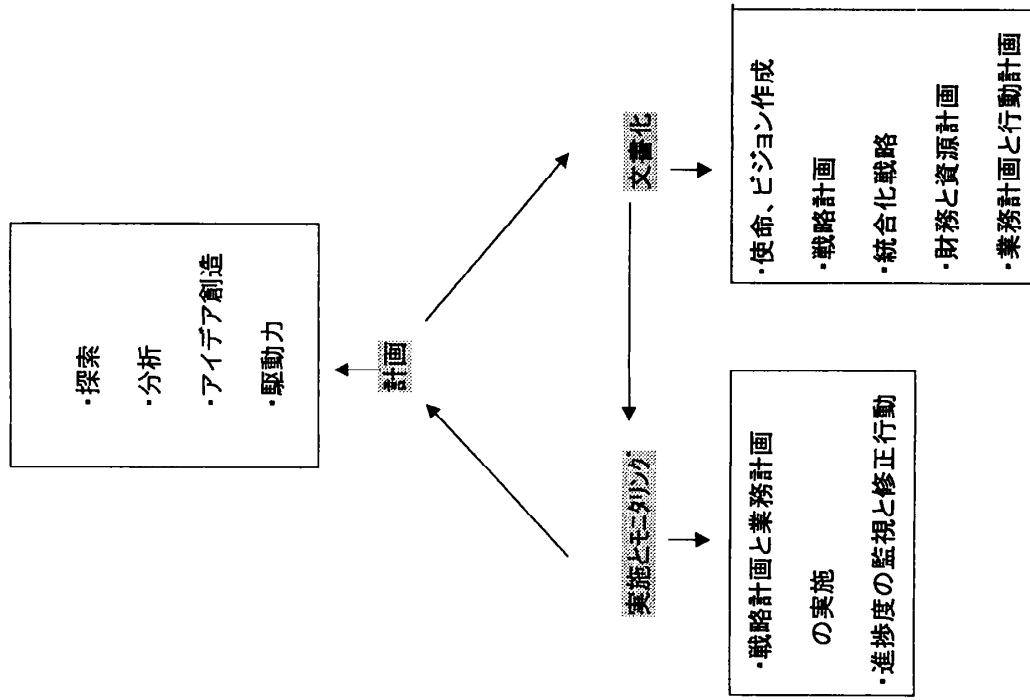 ・探索
・分析
・アイデア創造
・駆動力
計画
文書化
・使命、ビジョン作成
・戦略計画
・統合化戦略
・財務と資源計画
・業務計画と行動計画
実施とモニタリング
・戦略計画と業務計画
の実施
・進捗度の監視と修正行動